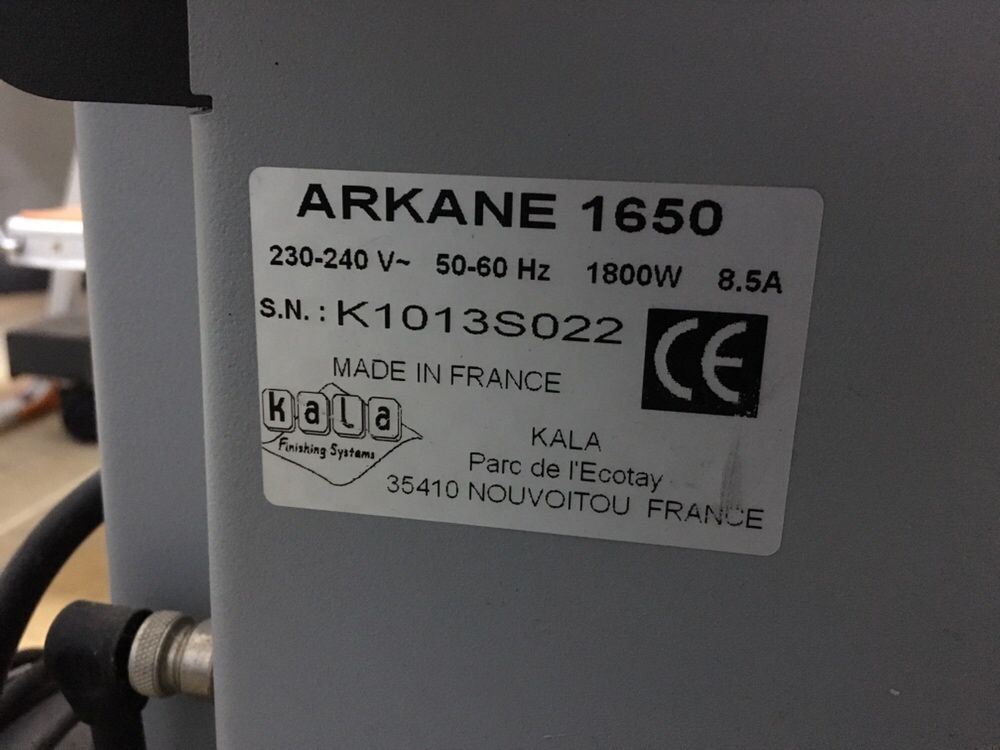 ARKANE 1650
230-240 V~ 50-60 Hz 1800W 8.5A
S.N. : K1013S022
CE
MADE IN FRANCE
kala
Finishing Systems
KALA
Parc de l'Ecotay
35410 NOUVOITOU FRANCE